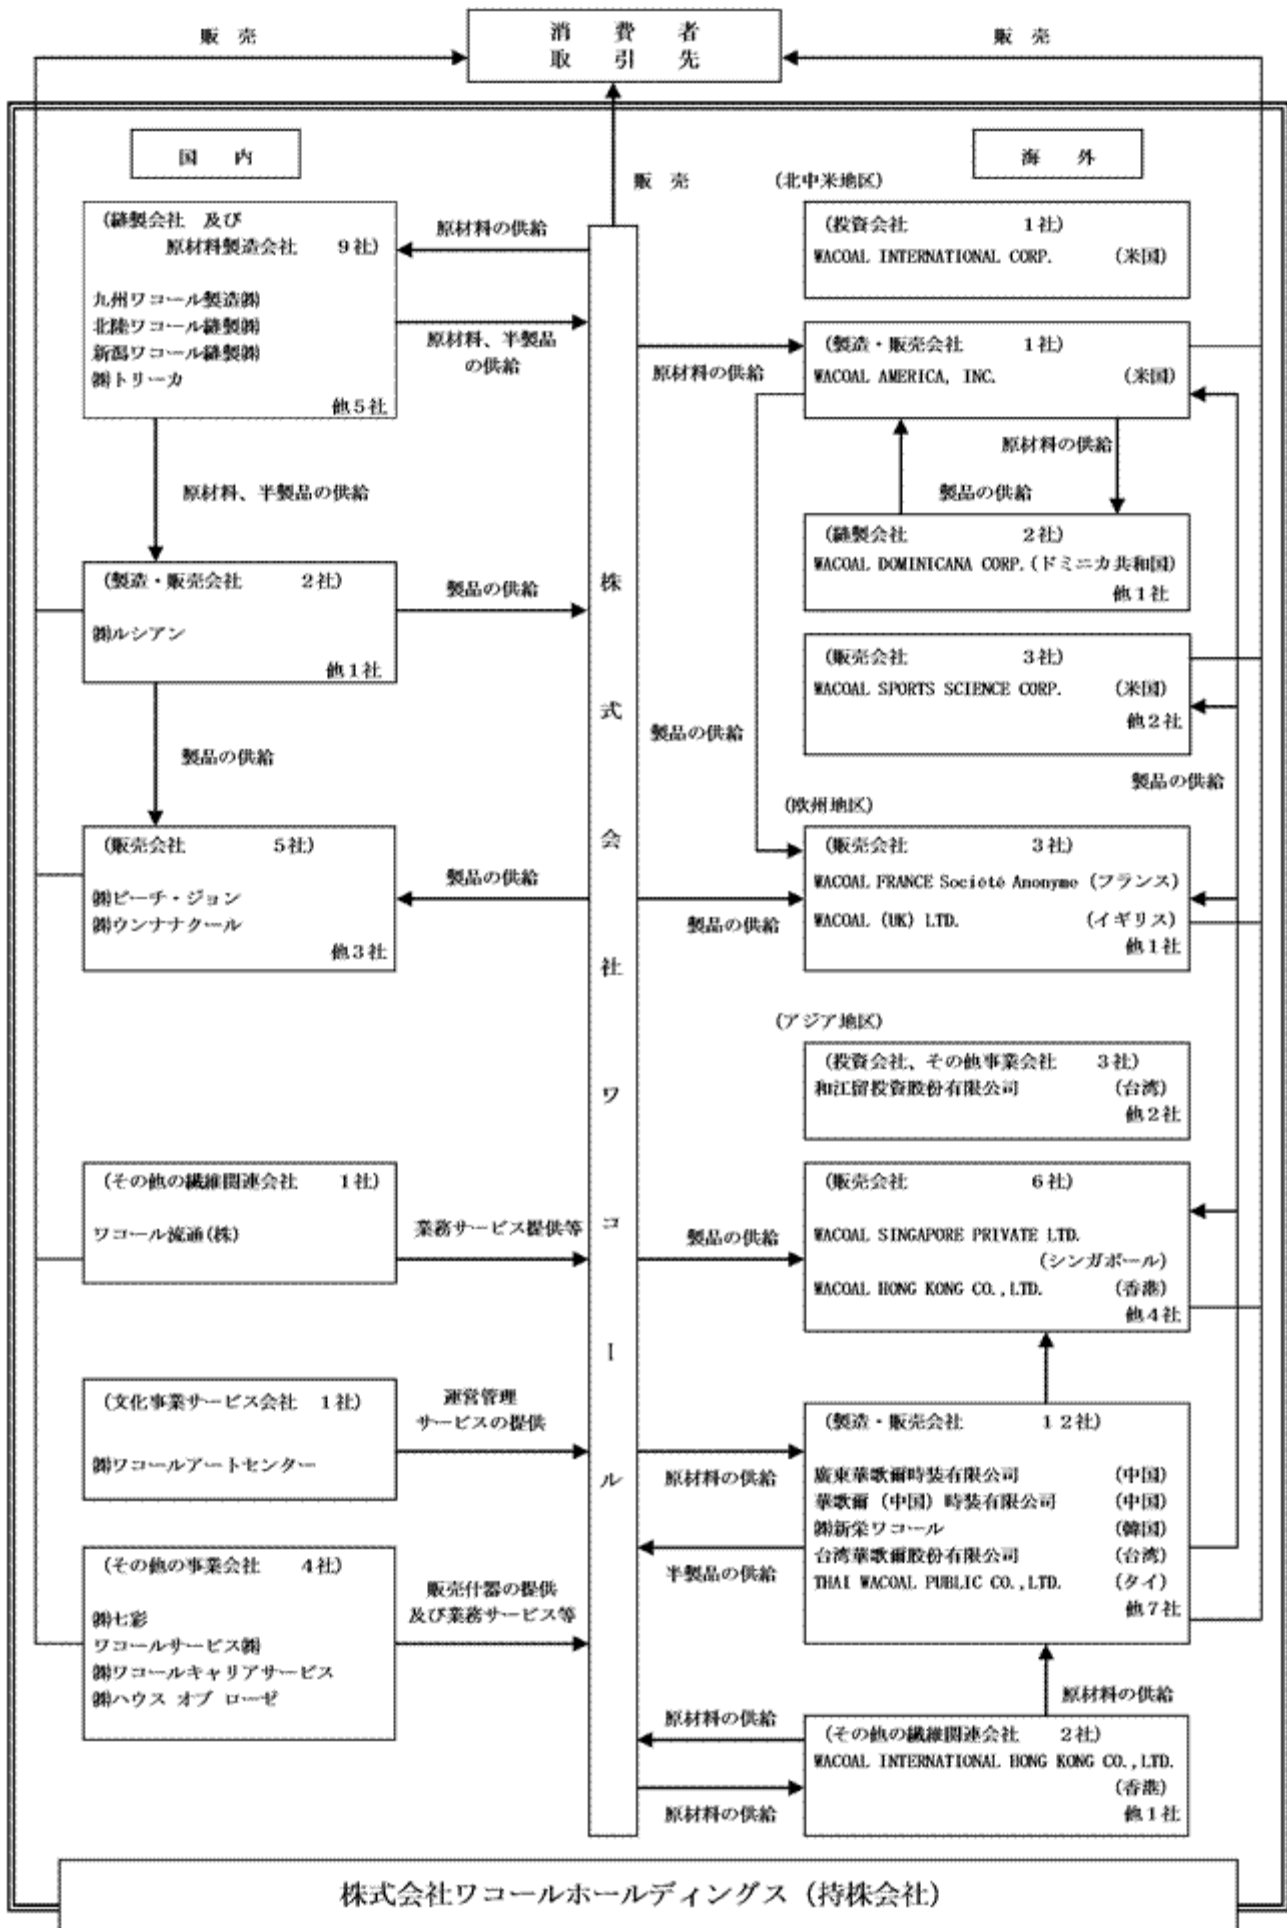 消 費 者
取 引 先
販 売
販 売
販 売
国 内
(縫製会社 及び
原材料製造会社 9社)
九州ワコール製造㈱
北陸ワコール縫製㈱
新潟ワコール縫製㈱
㈱トリーカ
他5社
原材料の供給
原材料、半製品
の供給
原材料、半製品の供給
(製造・販売会社 2社)
㈱ルシアン
他1社
製品の供給
製品の供給
(販売会社 5社)
㈱ピーチ・ジョン
㈱ウンナナクール
他3社
製品の供給
(その他の繊維関連会社 1社)
ワコール流通(株)
業務サービス提供等
(文化事業サービス会社 1社)
㈱ワコールアートセンター
運営管理
サービスの提供
(その他の事業会社 4社)
㈱七彩
ワコールサービス㈱
㈱ワコールキャリアサービス
㈱ハウス オブ ローゼ
販売什器の提供
及び業務サービス等
株式会社ワコール
海 外
(北中米地区)
(投資会社 1社)
WACOAL INTERNATIONAL CORP. (米国)
(製造・販売会社 1社)
WACOAL AMERICA, INC. (米国)
原材料の供給
原材料の供給
製品の供給
(縫製会社 2社)
WACOAL DOMINICANA CORP.(ドミニカ共和国)
他1社
(販売会社 3社)
WACOAL SPORTS SCIENCE CORP. (米国)
他2社
製品の供給
製品の供給
(欧州地区)
(販売会社 3社)
WACOAL FRANCE Société Anonyme (フランス)
WACOAL (UK) LTD. (イギリス)
他1社
製品の供給
(アジア地区)
(投資会社、その他事業会社 3社)
和江留投資股份有限公司 (台湾)
他2社
(販売会社 6社)
WACOAL SINGAPORE PRIVATE LTD.
(シンガポール)
WACOAL HONG KONG CO.,LTD. (香港)
他4社
製品の供給
(製造・販売会社 12社)
廣東華歌爾時装有限公司 (中国)
華歌爾(中国)時装有限公司 (中国)
㈱新栄ワコール (韓国)
台湾華歌爾股份有限公司 (台湾)
THAI WACOAL PUBLIC CO.,LTD. (タイ)
他7社
原材料の供給
半製品の供給
原材料の供給
(その他の繊維関連会社 2社)
WACOAL INTERNATIONAL HONG KONG CO.,LTD.
(香港)
他1社
原材料の供給
原材料の供給
株式会社ワコールホールディングス(持株会社)